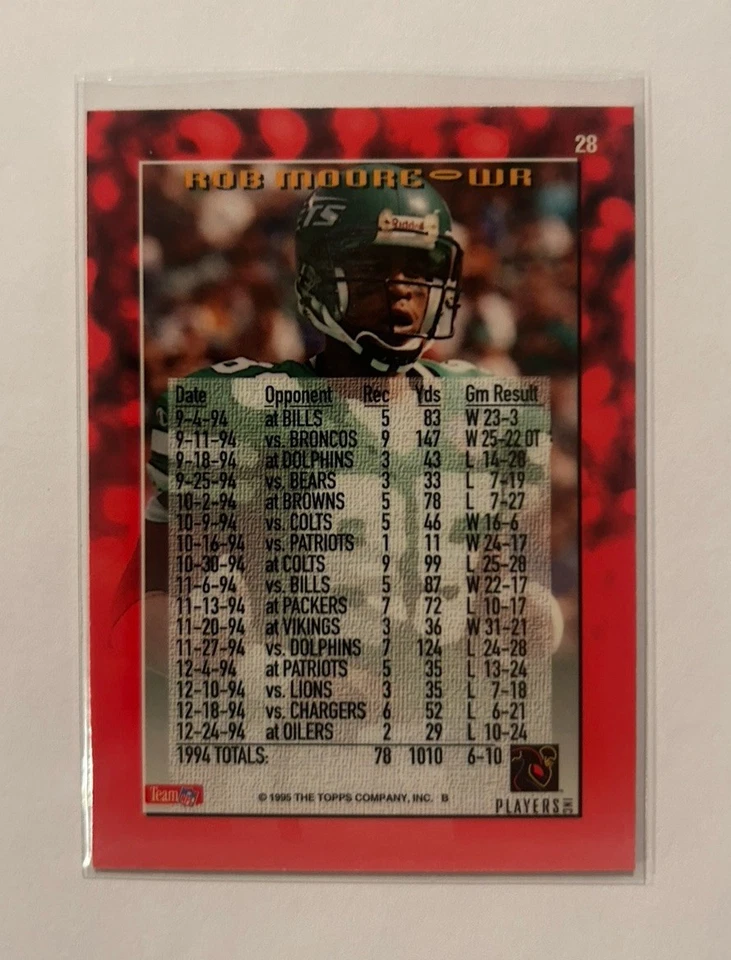 28
ROB MOORE WR
TS
Riddell
Date Opponent Rec Yds Gm Result
9-4-94 at BILLS 5 83 W 23-3
9-11-94 vs. BRONCOS 9 147 W 25-22 OT
9-18-94 at DOLPHINS 3 43 L 14-28
9-25-94 vs. BEARS 3 33 L 7-19
10-2-94 at BROWNS 5 78 L 7-27
10-9-94 vs. COLTS 5 46 W 16-6
10-16-94 vs. PATRIOTS 1 11 W 24-17
10-30-94 at COLTS 9 99 L 25-28
11-6-94 vs. BILLS 5 87 W 22-17
11-13-94 at PACKERS 7 72 L 10-17
11-20-94 at VIKINGS 3 36 W 31-21
11-27-94 vs. DOLPHINS 7 124 L 24-28
12-4-94 at PATRIOTS 5 35 L 13-24
12-10-94 vs. LIONS 3 35 L 7-18
12-18-94 vs. CHARGERS 6 52 L 6-21
12-24-94 at OILERS 2 29 L 10-24
1994 TOTALS: 78 1010 6-10
Team NFL
© 1995 THE TOPPS COMPANY, INC. B
PLAYERS INC
85